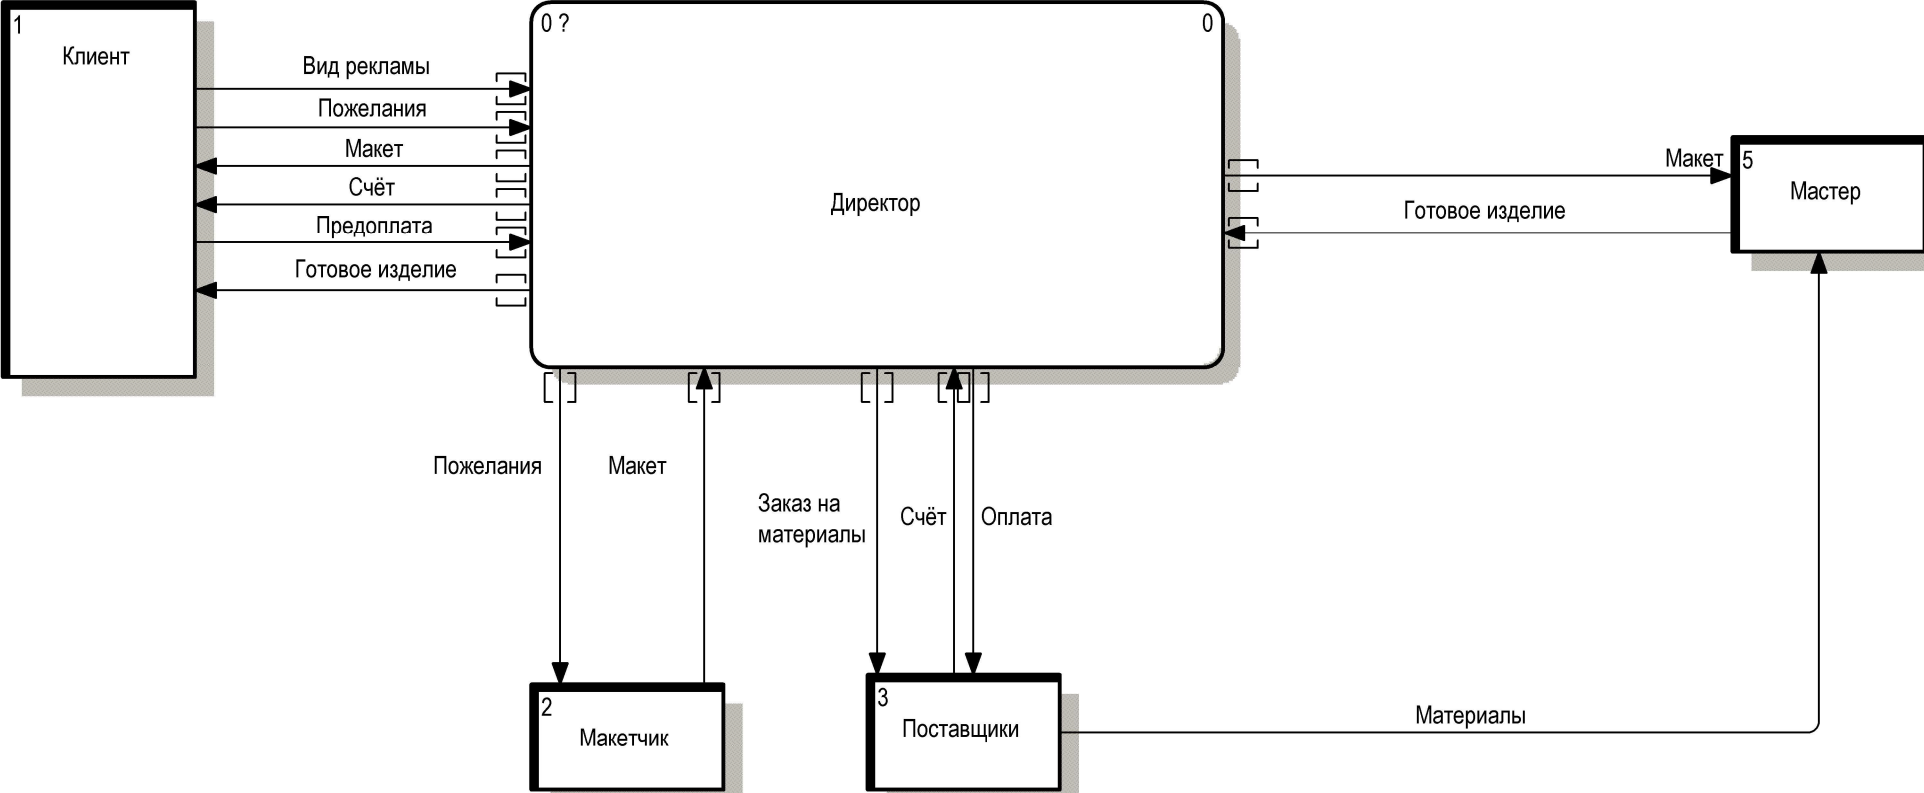 1
Клиент
Вид рекламы
Пожелания
Макет
Счёт
Предоплата
Готовое изделие
0 ?
0
Директор
Макет
Готовое изделие
5
Мастер
Пожелания
Макет
Заказ на
материалы
Счёт
Оплата
2
Макетчик
3
Поставщики
Материалы